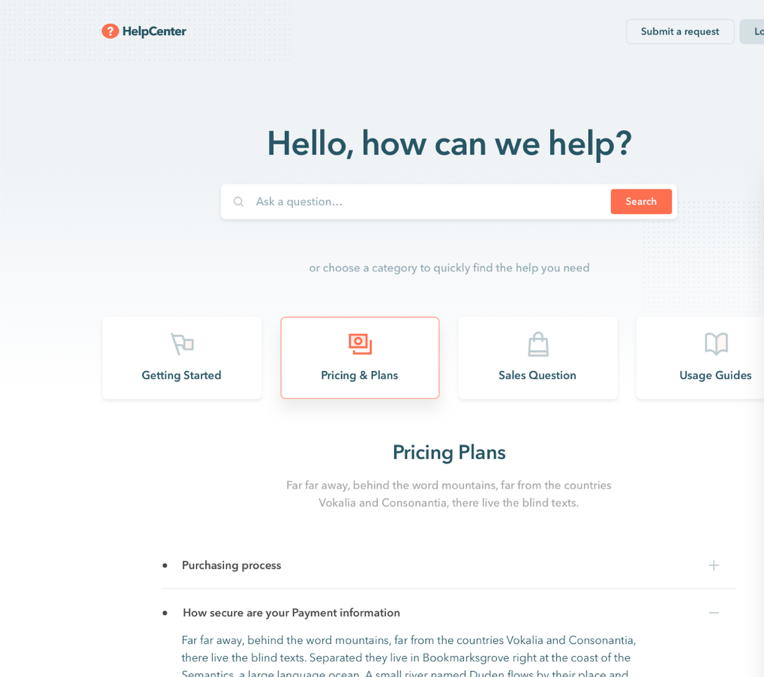 ? HelpCenter
Submit a request
Lo
Hello, how can we help?
Ask a question...
Search
or choose a category to quickly find the help you need
Getting Started
Pricing & Plans
Sales Question
Usage Guides
Pricing Plans
Far far away, behind the word mountains, far from the countries
Vokalia and Consonantia, there live the blind texts.
Purchasing process
How secure are your Payment information
Far far away, behind the word mountains, far from the countries Vokalia and Consonantia,
there live the blind texts. Separated they live in Bookmarksgrove right at the coast of the
Semantics, a large language ocean. A small river named Duden flows by their place and